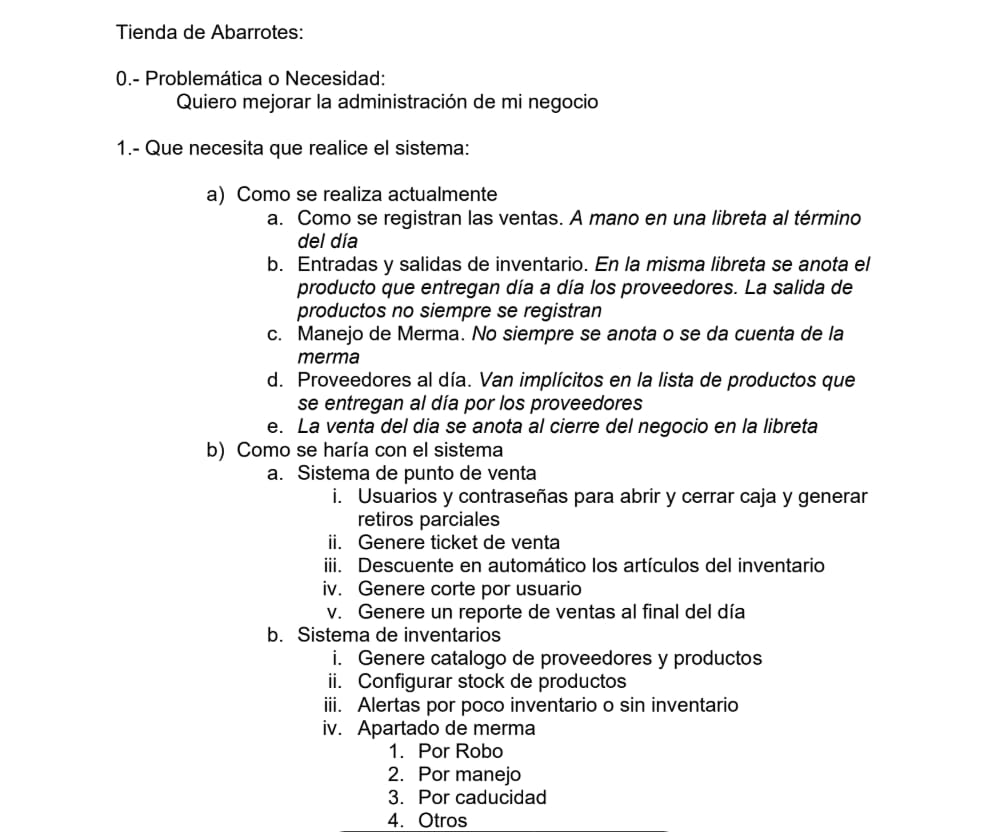 Tienda de Abarrotes:
0.- Problemática o Necesidad:
Quiero mejorar la administración de mi negocio
1.- Que necesita que realice el sistema:
a) Como se realiza actualmente
a. Como se registran las ventas. A mano en una libreta al término
del día
b. Entradas y salidas de inventario. En la misma libreta se anota el
producto que entregan día a día los proveedores. La salida de
productos no siempre se registran
c. Manejo de Merma. No siempre se anota o se da cuenta de la
merma
d. Proveedores al día. Van implícitos en la lista de productos que
se entregan al día por los proveedores
e. La venta del dia se anota al cierre del negocio en la libreta
b) Como se haría con el sistema
a. Sistema de punto de venta
i. Usuarios y contraseñas para abrir y cerrar caja y generar
retiros parciales
ii. Genere ticket de venta
iii. Descuente en automático los artículos del inventario
iv. Genere corte por usuario
v. Genere un reporte de ventas al final del día
b. Sistema de inventarios
i. Genere catalogo de proveedores y productos
ii. Configurar stock de productos
iii. Alertas por poco inventario o sin inventario
iv. Apartado de merma
1. Por Robo
2. Por manejo
3. Por caducidad
4. Otros